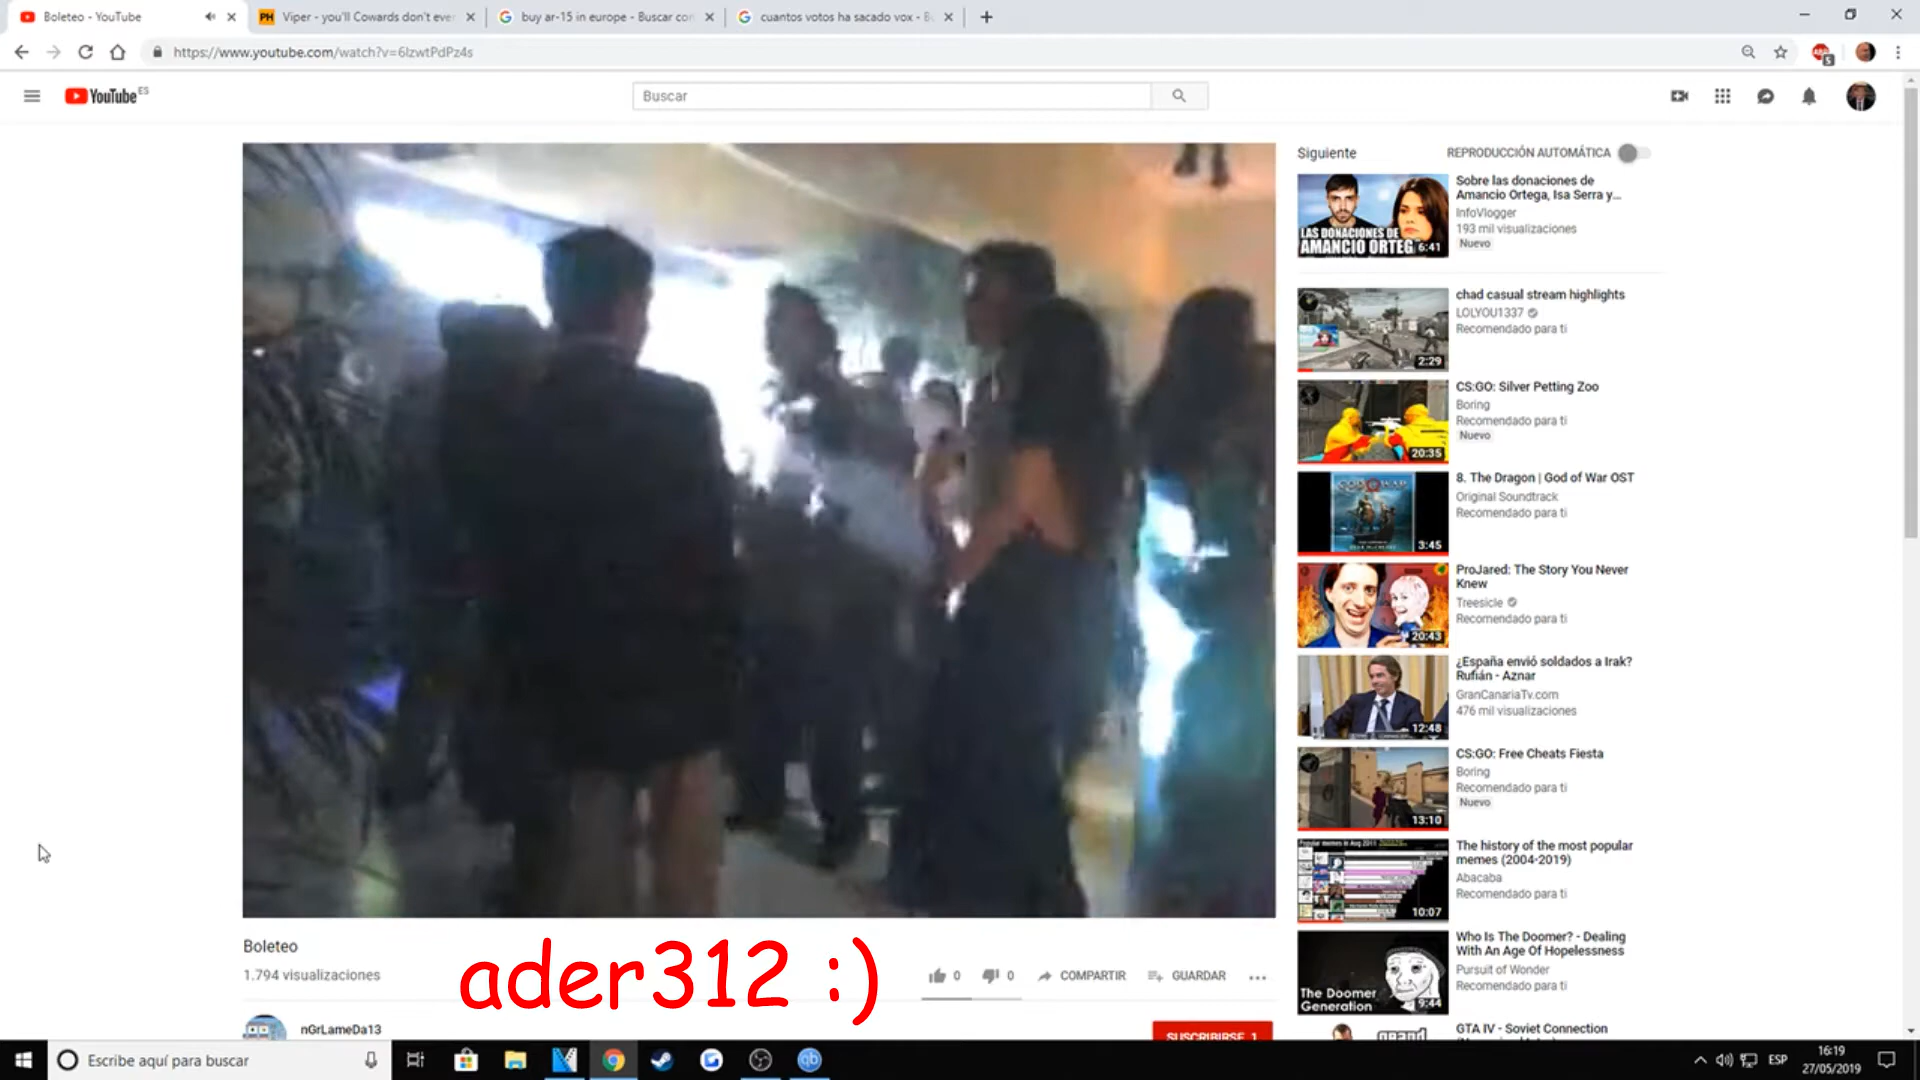 Boleteo - YouTube
Viper - you'll Cowards don't ever
buy ar-15 in europe - Buscar con
cuantos votos ha sacado vox - B
https://www.youtube.com/watch?v=6lzwtPdPz4s
YouTube ES
Buscar
Siguiente
REPRODUCCIÓN AUTOMÁTICA
LAS DONACIONES DE
AMANCIO ORTEG
6:41
Sobre las donaciones de
Amancio Ortega, Isa Serra y...
InfoVlogger
193 mil visualizaciones
Nuevo
2:29
chad casual stream highlights
LOLYOU1337
Recomendado para ti
20:35
CS:GO: Silver Petting Zoo
Boring
Recomendado para ti
Nuevo
GOD WAR
3:45
8. The Dragon | God of War OST
Original Soundtrack
Recomendado para ti
20:43
ProJared: The Story You Never
Knew
Treesicle
Recomendado para ti
12:48
¿España envió soldados a Irak?
Rufián - Aznar
GranCanariaTv.com
476 mil visualizaciones
13:10
CS:GO: Free Cheats Fiesta
Boring
Recomendado para ti
Nuevo
Popular memes in Aug 2011
10:07
The history of the most popular
memes (2004-2019)
Abacaba
Recomendado para ti
The Doomer
Generation
9:44
Who Is The Doomer? - Dealing
With An Age Of Hopelessness
Pursuit of Wonder
Recomendado para ti
GTA IV - Soviet Connection
Boleteo
1.794 visualizaciones
ader312 :)
0
0
COMPARTIR
GUARDAR
nGrLameDa13
SUSCRIBIRSE 1
Escribe aquí para buscar
ESP
16:19
27/05/2019